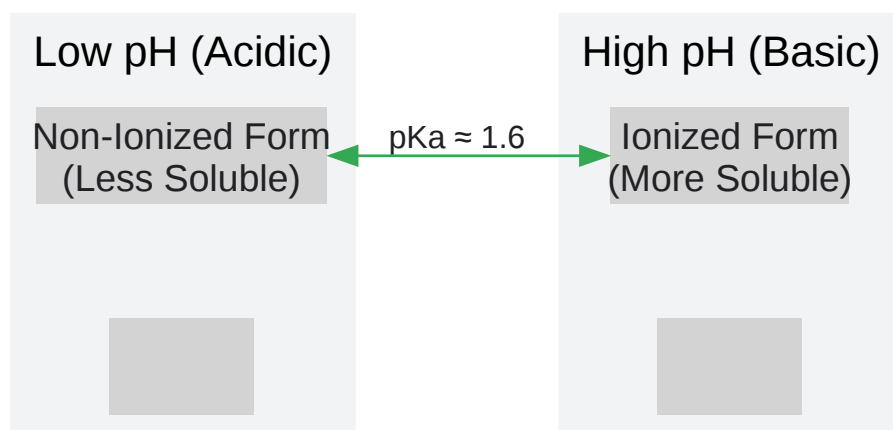 Low pH (Acidic)
High pH (Basic)
Non-Ionized Form
(Less Soluble)
pKa ≈ 1.6
Ionized Form
(More Soluble)